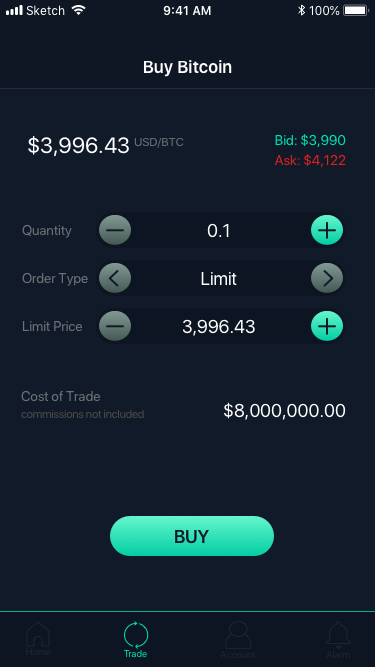 Sketch 9:41 AM 100%
Buy Bitcoin
$3,996.43 USD/BTC Bid: $3,990
Ask: $4,122
Quantity 0.1
Order Type Limit
Limit Price 3,996.43
Cost of Trade
commissions not included $8,000,000.00
BUY
Home Trade Account Alarm